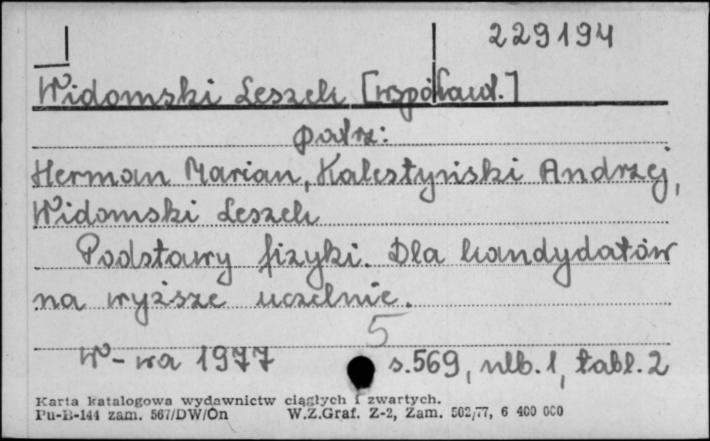 229194
Widomski Leszek [współaut.]
patrz:
Herman Marian, Kalestyński Andrzej,
Widomski Leszek
Podstawy fizyki. Dla kandydatów
na wyższe uczelnie.
5
W-wa 1977 s.569, nlb.1, tabl.2
Karta katalogowa wydawnictw ciągłych i zwartych.
Pu-B-144 zam. 567/DW/On W.Z.Graf. Z-2, Zam. 502/77, 6 400 000